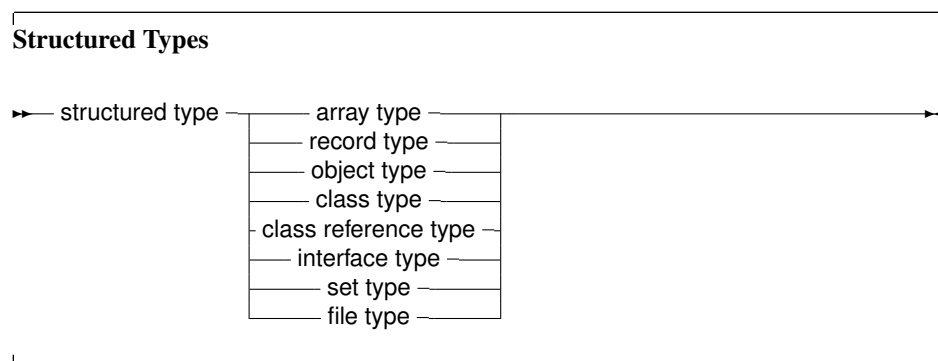 Structured Types
structured type array type
record type
object type
class type
class reference type
interface type
set type
file type